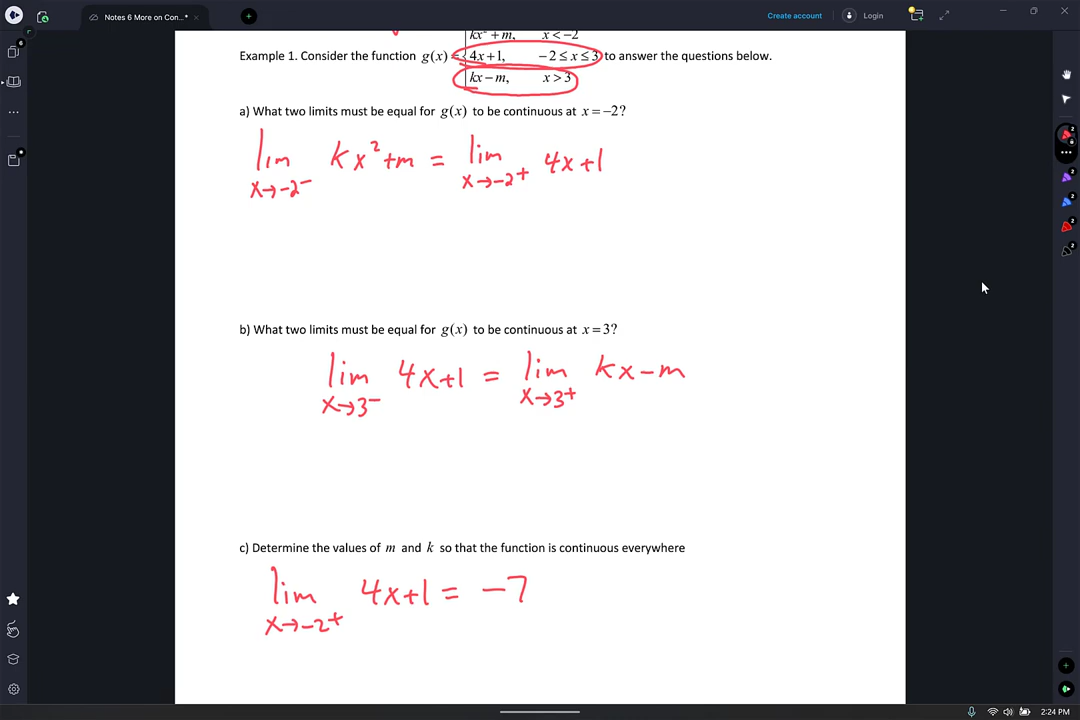 Notes 6 More on Con...*
Create account
Login
kx² + m, x < −2
Example 1. Consider the function g(x) = 4x + 1, −2 ≤ x ≤ 3 to answer the questions below.
kx − m, x > 3
a) What two limits must be equal for g(x) to be continuous at x = −2?
lim x→-2⁻ kx²+m = lim x→-2⁺ 4x+1
b) What two limits must be equal for g(x) to be continuous at x = 3?
lim x→3⁻ 4x+1 = lim x→3⁺ kx-m
c) Determine the values of m and k so that the function is continuous everywhere
lim x→-2⁺ 4x+1 = -7
2:24 PM